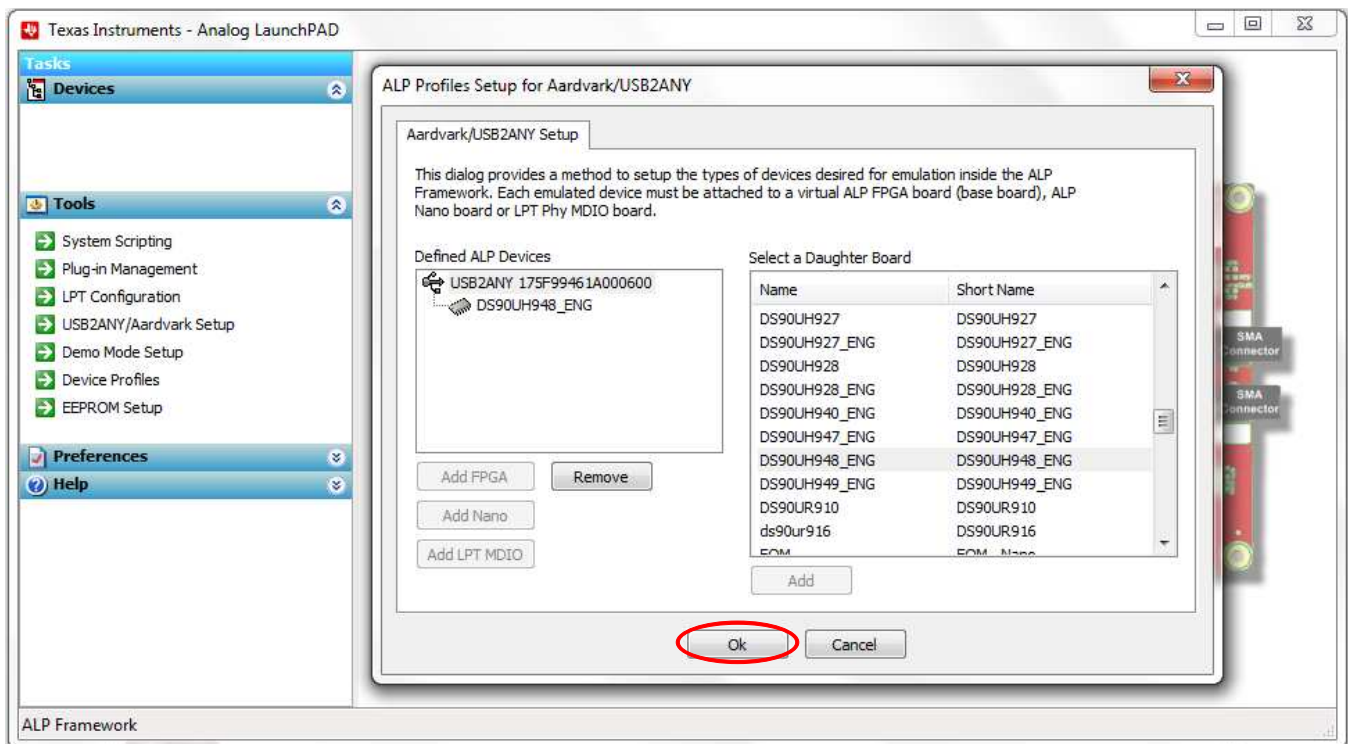 Texas Instruments - Analog LaunchPAD
Tasks
Devices
Tools
System Scripting
Plug-in Management
LPT Configuration
USB2ANY/Aardvark Setup
Demo Mode Setup
Device Profiles
EEPROM Setup
Preferences
Help
ALP Profiles Setup for Aardvark/USB2ANY
Aardvark/USB2ANY Setup
This dialog provides a method to setup the types of devices desired for emulation inside the ALP
Framework. Each emulated device must be attached to a virtual ALP FPGA board (base board), ALP
Nano board or LPT Phy MDIO board.
Defined ALP Devices
USB2ANY 175F99461A000600
DS90UH948_ENG
Add FPGA Remove
Add Nano
Add LPT MDIO
Select a Daughter Board
Name Short Name
DS90UH927 DS90UH927
DS90UH927_ENG DS90UH927_ENG
DS90UH928 DS90UH928
DS90UH928_ENG DS90UH928_ENG
DS90UH940_ENG DS90UH940_ENG
DS90UH947_ENG DS90UH947_ENG
DS90UH948_ENG DS90UH948_ENG
DS90UH949_ENG DS90UH949_ENG
DS90UR910 DS90UR910
ds90ur916 DS90UR916
Add
Ok Cancel
SMA
Connector
SMA
Connector
ALP Framework